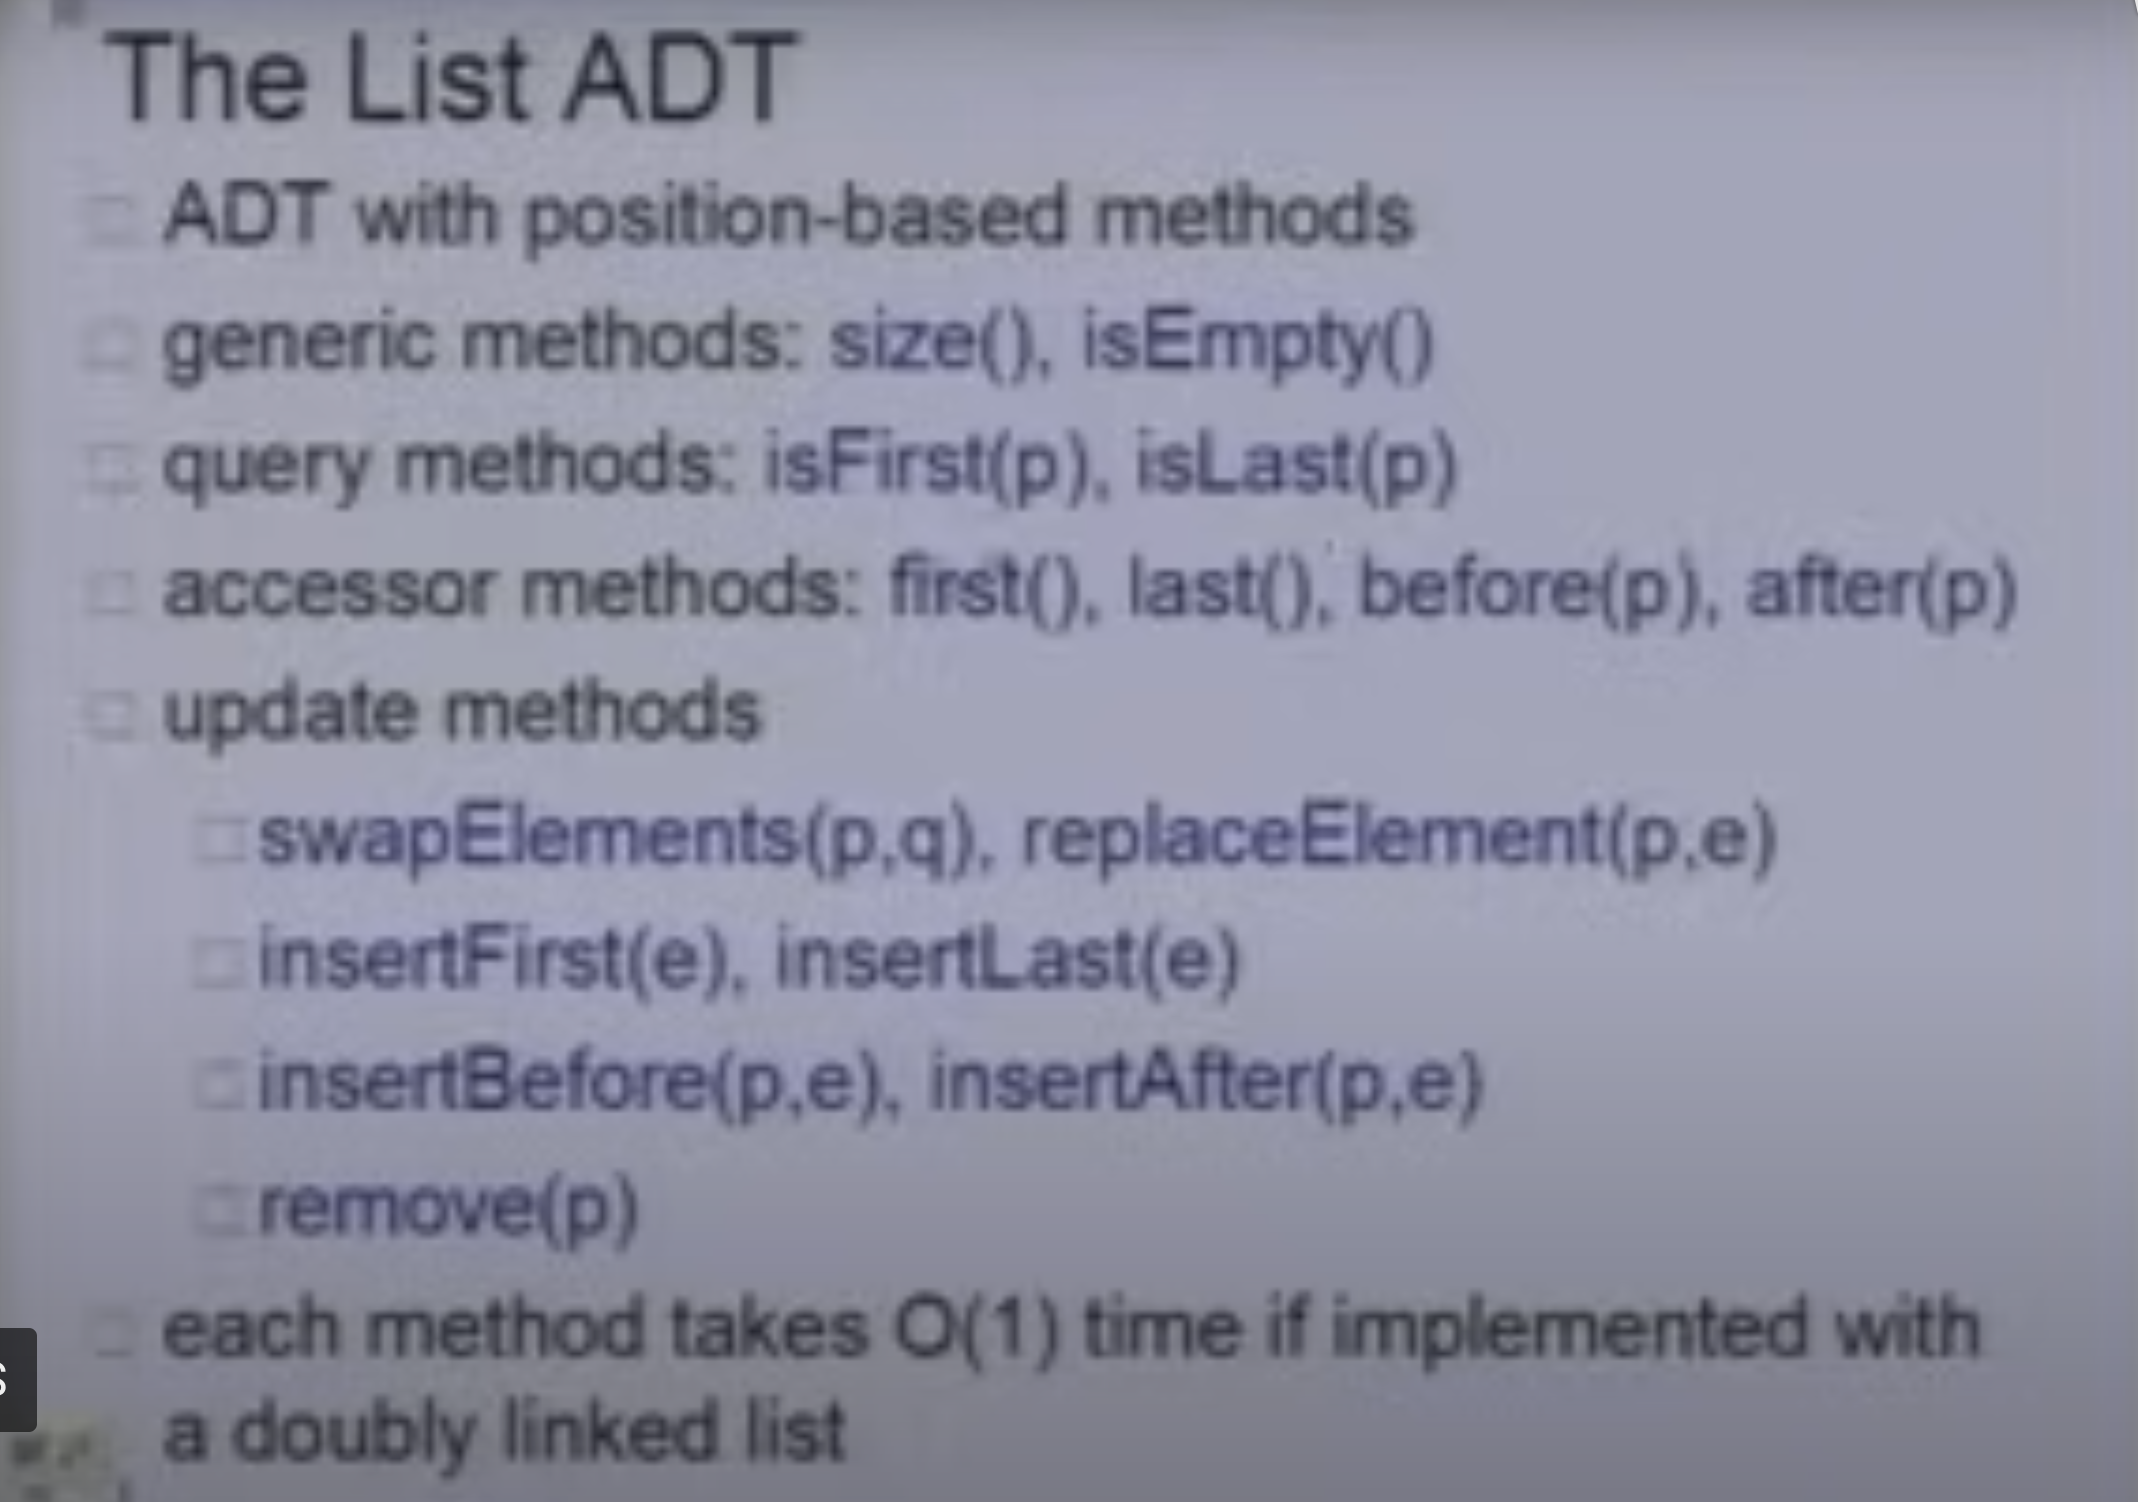 The List ADT
ADT with position-based methods
generic methods: size(), isEmpty()
query methods: isFirst(p), isLast(p)
accessor methods: first(), last(), before(p), after(p)
update methods
swapElements(p,q), replaceElement(p,e)
insertFirst(e), insertLast(e)
insertBefore(p,e), insertAfter(p,e)
remove(p)
each method takes O(1) time if implemented with
a doubly linked list